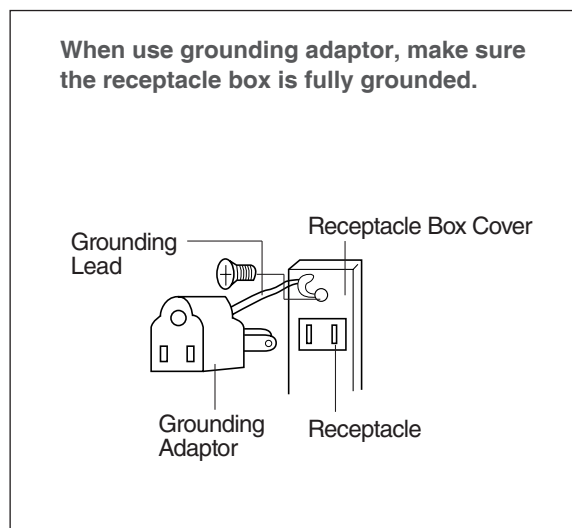 When use grounding adaptor, make sure
the receptacle box is fully grounded.
Receptacle Box Cover
Grounding
Lead
Grounding
Adaptor
Receptacle